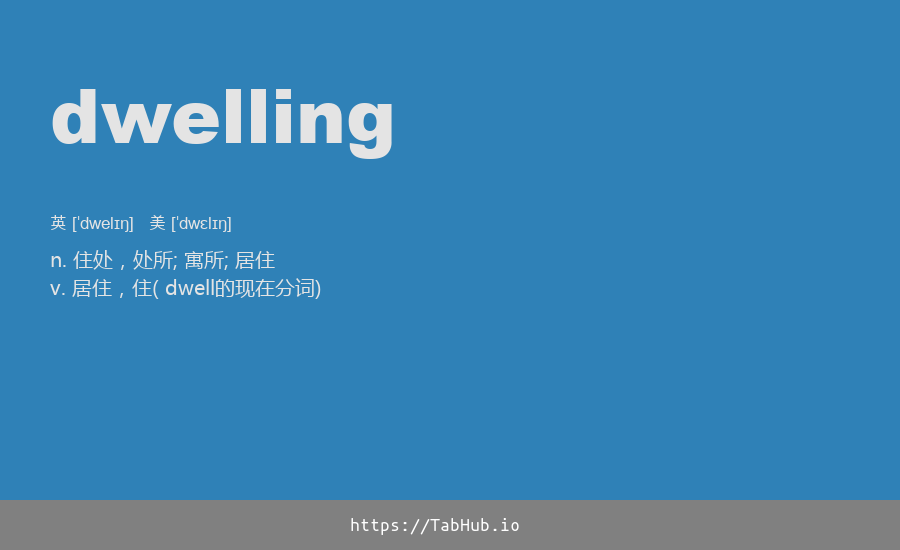 dwelling
英 [ˈdwelɪŋ] 美 [ˈdwɛlɪŋ]
n. 住处，处所; 寓所; 居住
v. 居住，住( dwell的现在分词)
https://TabHub.io